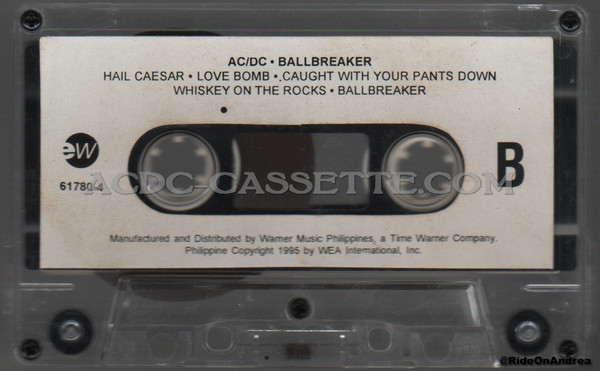 AC/DC • BALLBREAKER
HAIL CAESAR • LOVE BOMB • CAUGHT WITH YOUR PANTS DOWN
WHISKEY ON THE ROCKS • BALLBREAKER
ew
61780-4
B
ACDC-CASSETTE.COM
Manufactured and Distributed by Warner Music Philippines, a Time Warner Company.
Philippine Copyright 1995 by WEA International, Inc.
@RideOnAndrea